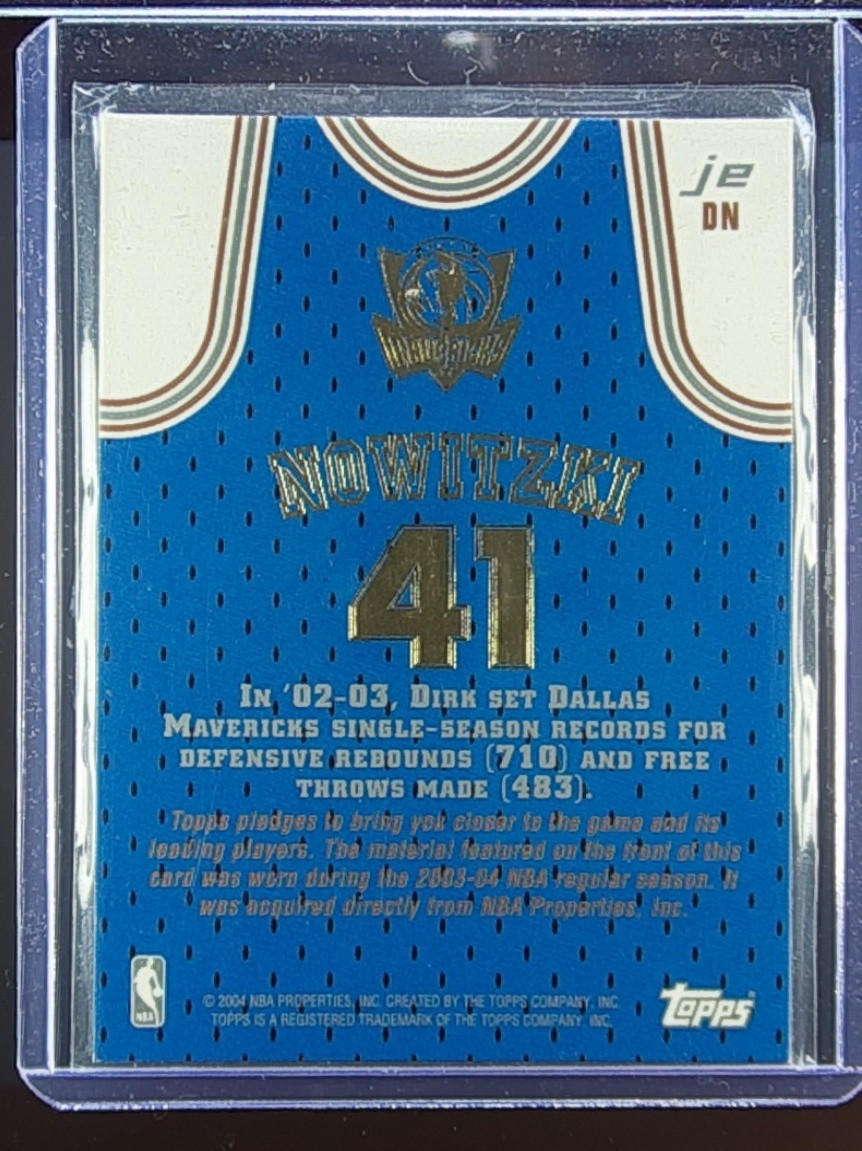 je
DN
MAVERICKS
NOWITZKI
41
IN '02-03, DIRK SET DALLAS
MAVERICKS SINGLE-SEASON RECORDS FOR
DEFENSIVE REBOUNDS (710) AND FREE
THROWS MADE (483).
Topps pledges to bring you closer to the game and its
leading players. The material featured on the front of this
card was worn during the 2003-04 NBA regular season. It
was acquired directly from NBA Properties, Inc.
NBA
© 2004 NBA PROPERTIES, INC. CREATED BY THE TOPPS COMPANY, INC.
TOPPS IS A REGISTERED TRADEMARK OF THE TOPPS COMPANY, INC.
Topps